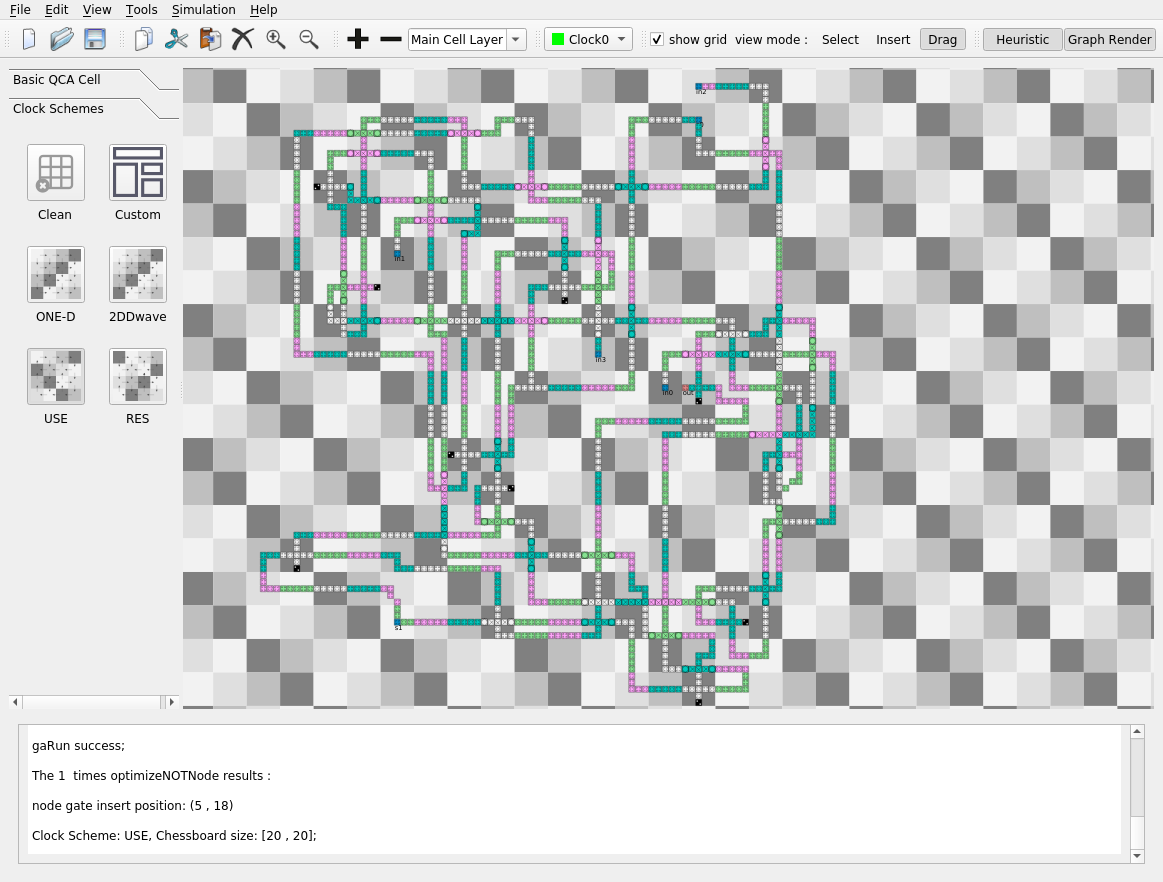 File Edit View Tools Simulation Help
Main Cell Layer Clock0 show grid view mode : Select Insert Drag Heuristic Graph Render
Basic QCA Cell
Clock Schemes
Clean Custom
ONE-D 2DDwave
USE RES
in2
in1
in3
in0 out
s1
gaRun success;
The 1 times optimizeNOTNode results :
node gate insert position: (5 , 18)
Clock Scheme: USE, Chessboard size: [20 , 20];